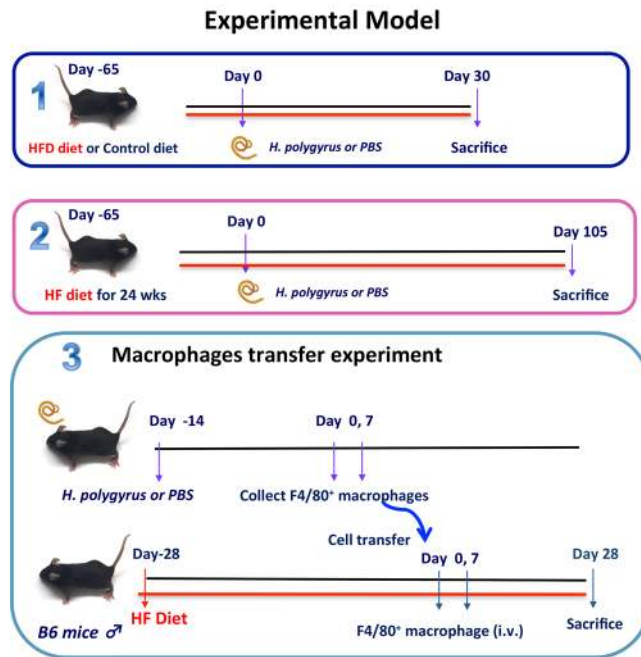 Experimental Model
1
Day -65
Day 0
Day 30
HFD diet or Control diet
H. polygyrus or PBS
Sacrifice
2
Day -65
Day 0
Day 105
HF diet for 24 wks
H. polygyrus or PBS
Sacrifice
3 Macrophages transfer experiment
Day -14
Day 0, 7
H. polygyrus or PBS
Collect F4/80⁺ macrophages
Cell transfer
Day-28
Day 0, 7
Day 28
HF Diet
B6 mice ♂
F4/80⁺ macrophage (i.v.)
Sacrifice